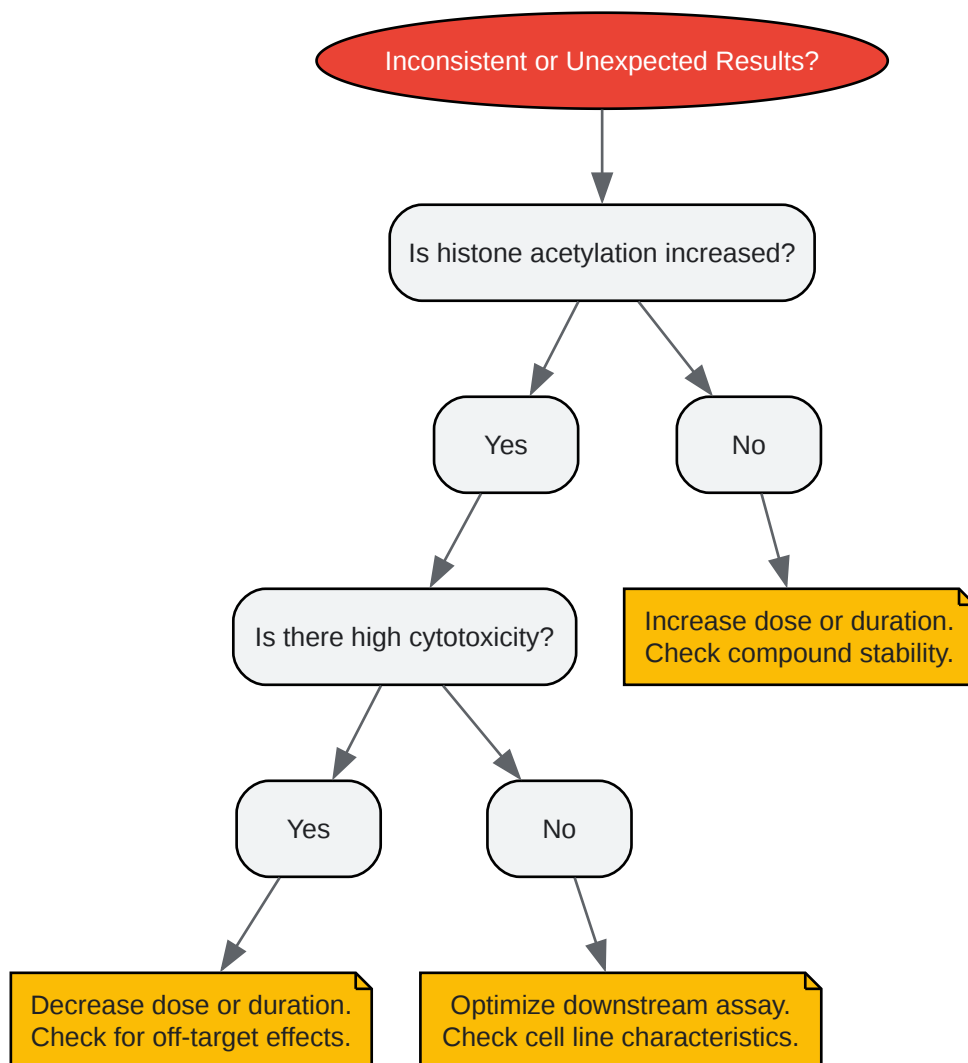 Inconsistent or Unexpected Results?
Is histone acetylation increased?
Yes
No
Is there high cytotoxicity?
Increase dose or duration.
Check compound stability.
Yes
No
Decrease dose or duration.
Check for off-target effects.
Optimize downstream assay.
Check cell line characteristics.